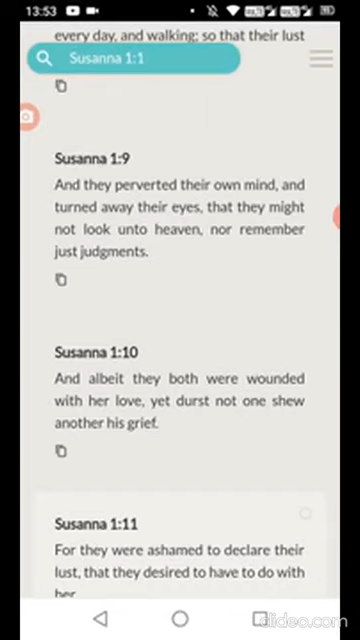 13:53
every day, and walking; so that their lust
Susanna 1:1
Susanna 1:9
And they perverted their own mind, and
turned away their eyes, that they might
not look unto heaven, nor remember
just judgments.
Susanna 1:10
And albeit they both were wounded
with her love, yet durst not one shew
another his grief.
Susanna 1:11
For they were ashamed to declare their
lust, that they desired to have to do with
her.
clideo.com